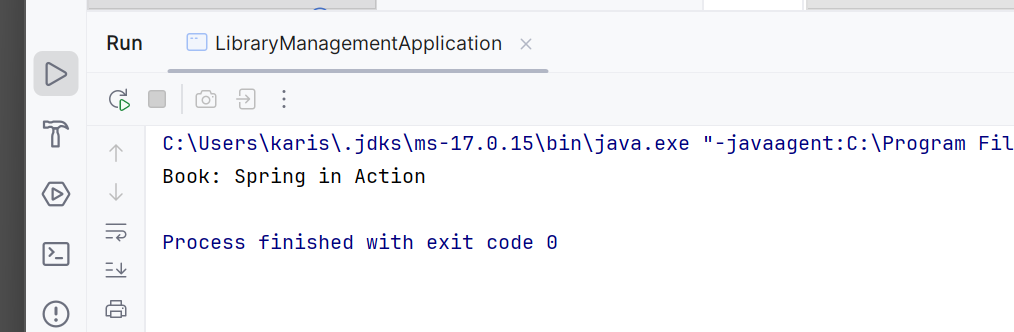 Run LibraryManagementApplication
C:\Users\karis\.jdks\ms-17.0.15\bin\java.exe "-javaagent:C:\Program Fil
Book: Spring in Action
Process finished with exit code 0